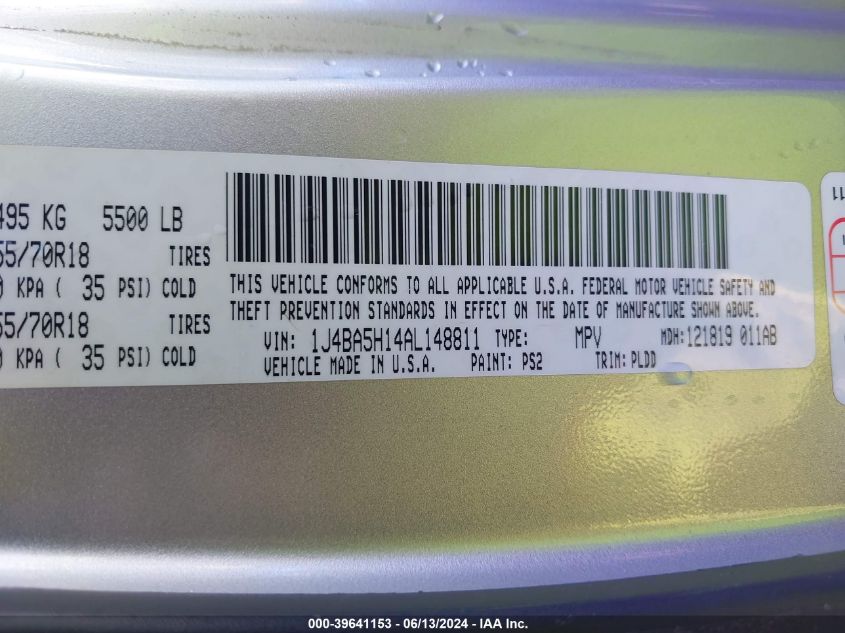 495 KG 5500 LB
55/70R18 TIRES
0 KPA ( 35 PSI) COLD
55/70R18 TIRES
0 KPA ( 35 PSI) COLD
THIS VEHICLE CONFORMS TO ALL APPLICABLE U.S.A. FEDERAL MOTOR VEHICLE SAFETY AND
THEFT PREVENTION STANDARDS IN EFFECT ON THE DATE OF MANUFACTURE SHOWN ABOVE.
VIN: 1J4BA5H14AL148811 TYPE: MPV MDH:121819 011AB
VEHICLE MADE IN U.S.A. PAINT: PS2 TRIM: PLDD
11
000-39641153 — 06/13/2024 — IAA Inc.